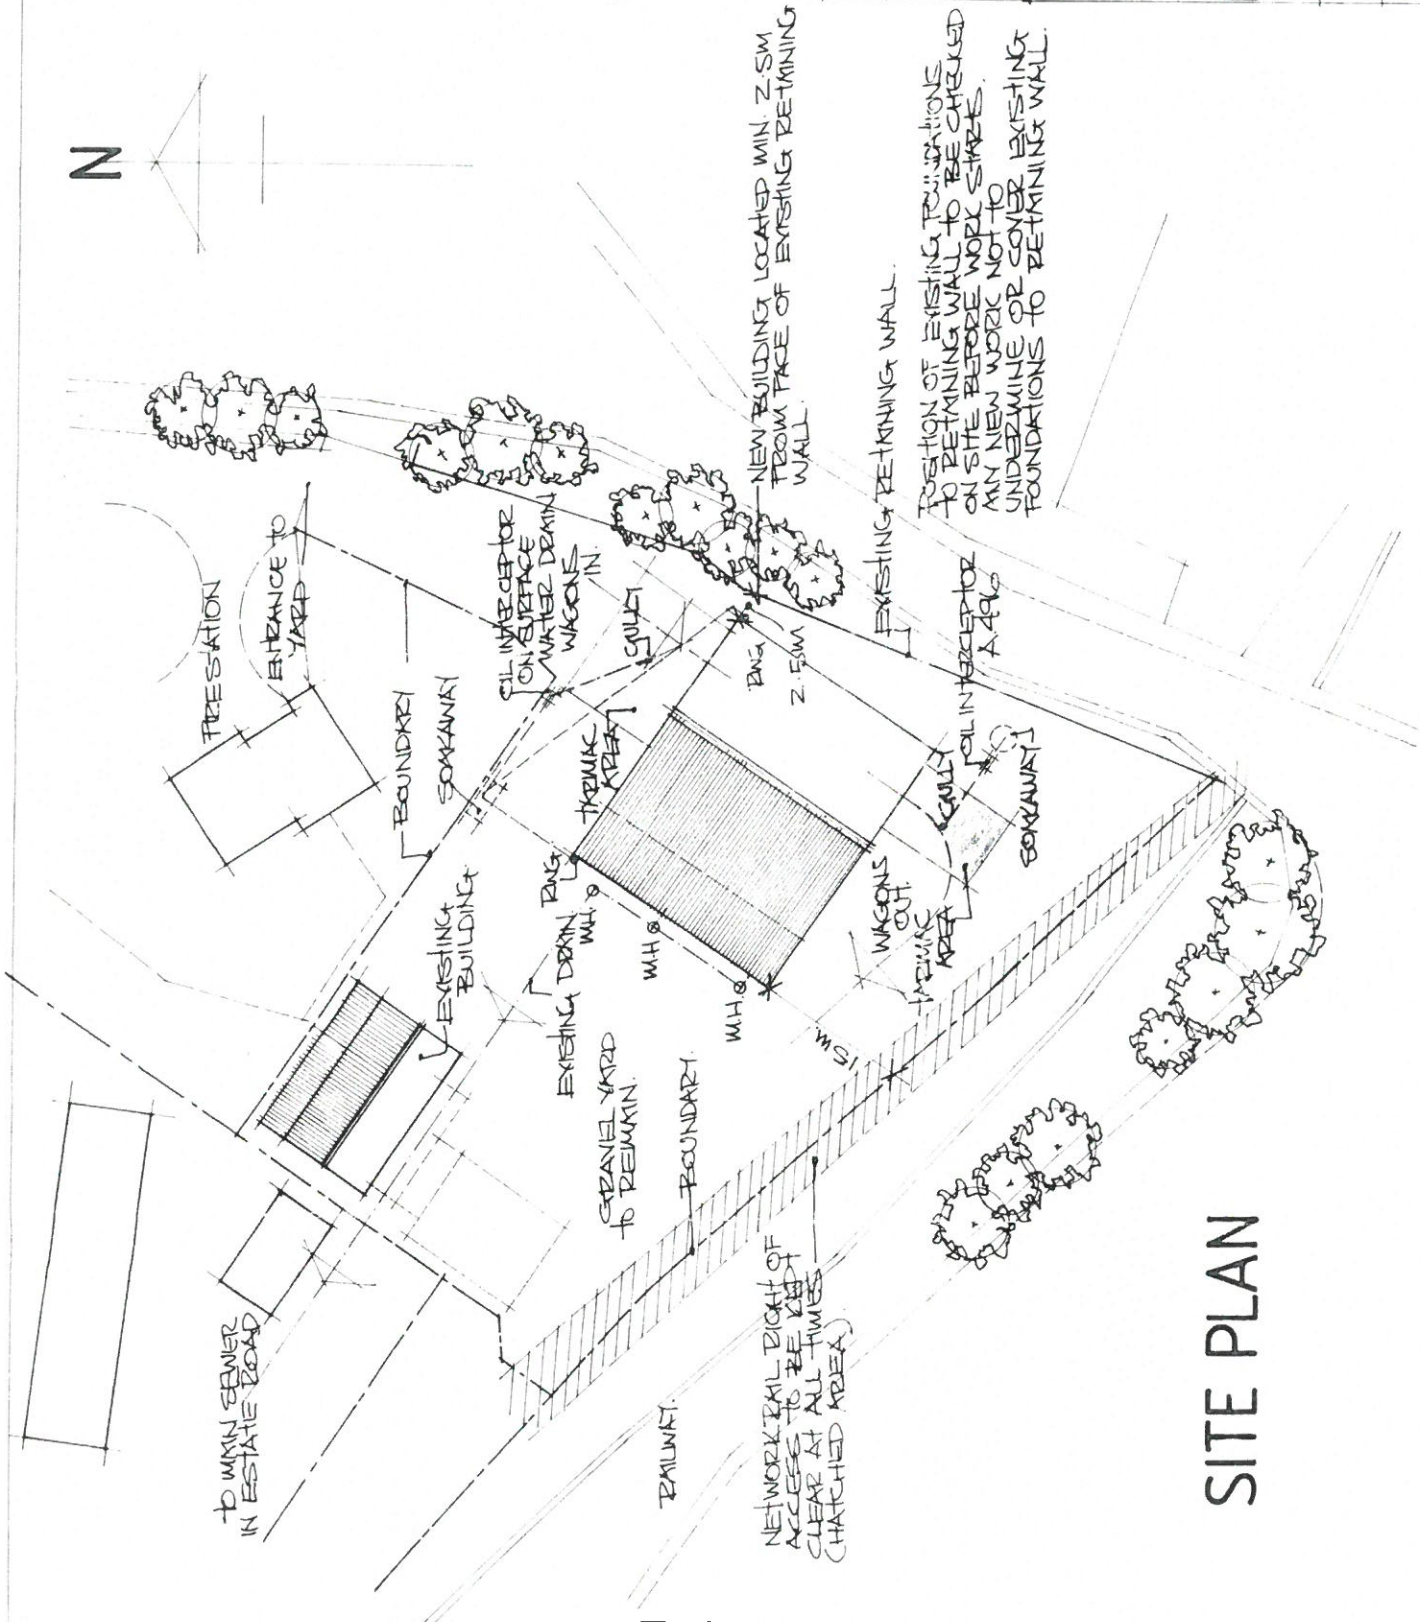 N
FIRESTATION
ENTRANCE TO
YARD
BOUNDARY
SOAKAWAY
OIL INTERCEPTOR
ON SURFACE
WATER DRAIN
WAGONS
IN.
GULLY
NEW BUILDING LOCATED MIN. 2.5M
FROM FACE OF EXISTING RETAINING
WALL.
RWG
2.5M
EXISTING RETAINING WALL.
POSITION OF EXISTING FOUNDATIONS
TO RETAINING WALL TO BE CHECKED
ON SITE BEFORE WORK STARTS.
ANY NEW WORK NOT TO
UNDERMINE OR COVER EXISTING
FOUNDATIONS TO RETAINING WALL.
TARMAC
AREA
EXISTING
BUILDING
RWG
M.H.
M.H
M.H.
EXISTING DRAIN
WAGONS
OUT.
TARMAC
AREA
GULLY
OIL INTERCEPTOR
A.496
SOAKAWAY
GRAVEL YARD
TO REMAIN.
BOUNDARY.
15M
TO MAIN SEWER
IN ESTATE ROAD
RAILWAY.
NETWORK RAIL RIGHT OF
ACCESS TO BE KEPT
CLEAR AT ALL TIMES
(HATCHED AREA)
SITE PLAN